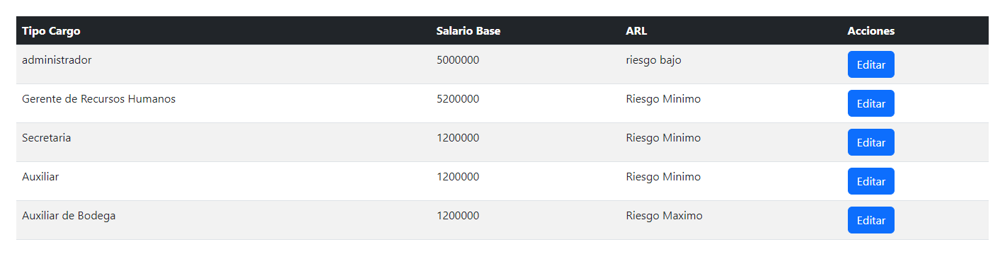 Tipo Cargo Salario Base ARL Acciones
administrador 5000000 riesgo bajo Editar
Gerente de Recursos Humanos 5200000 Riesgo Minimo Editar
Secretaria 1200000 Riesgo Minimo Editar
Auxiliar 1200000 Riesgo Minimo Editar
Auxiliar de Bodega 1200000 Riesgo Maximo Editar